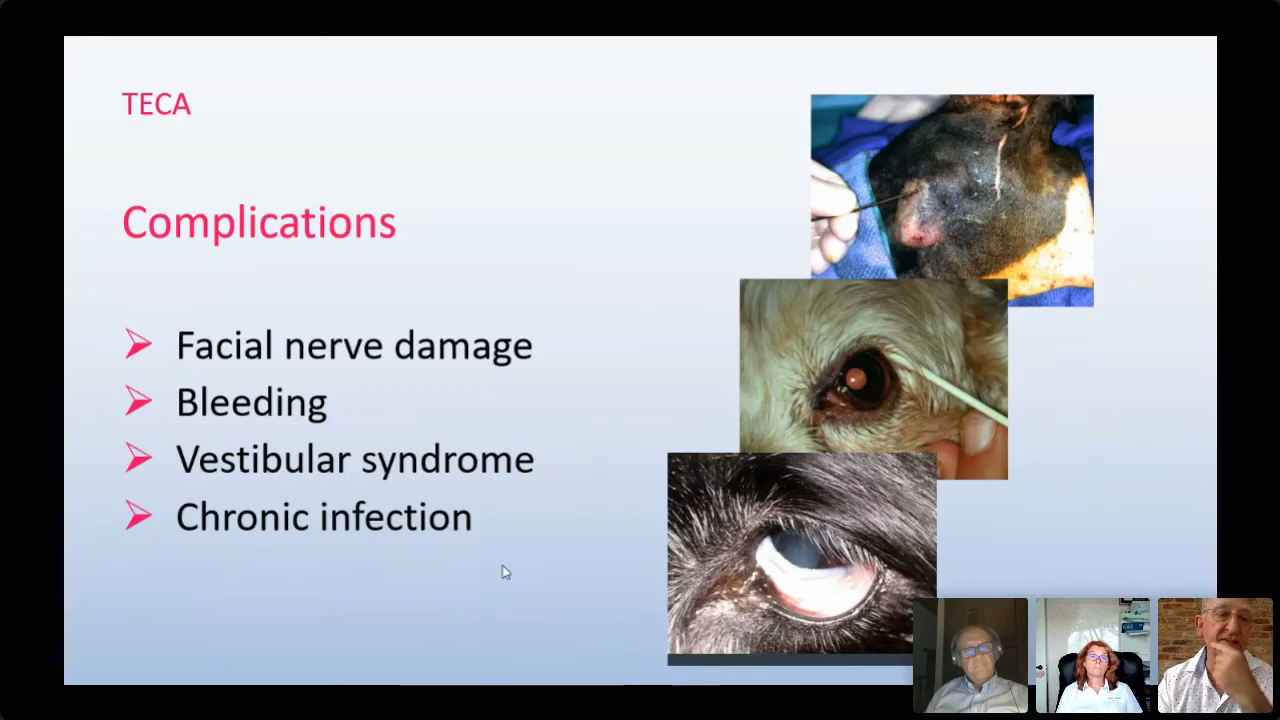 TECA
Complications
Facial nerve damage
Bleeding
Vestibular syndrome
Chronic infection